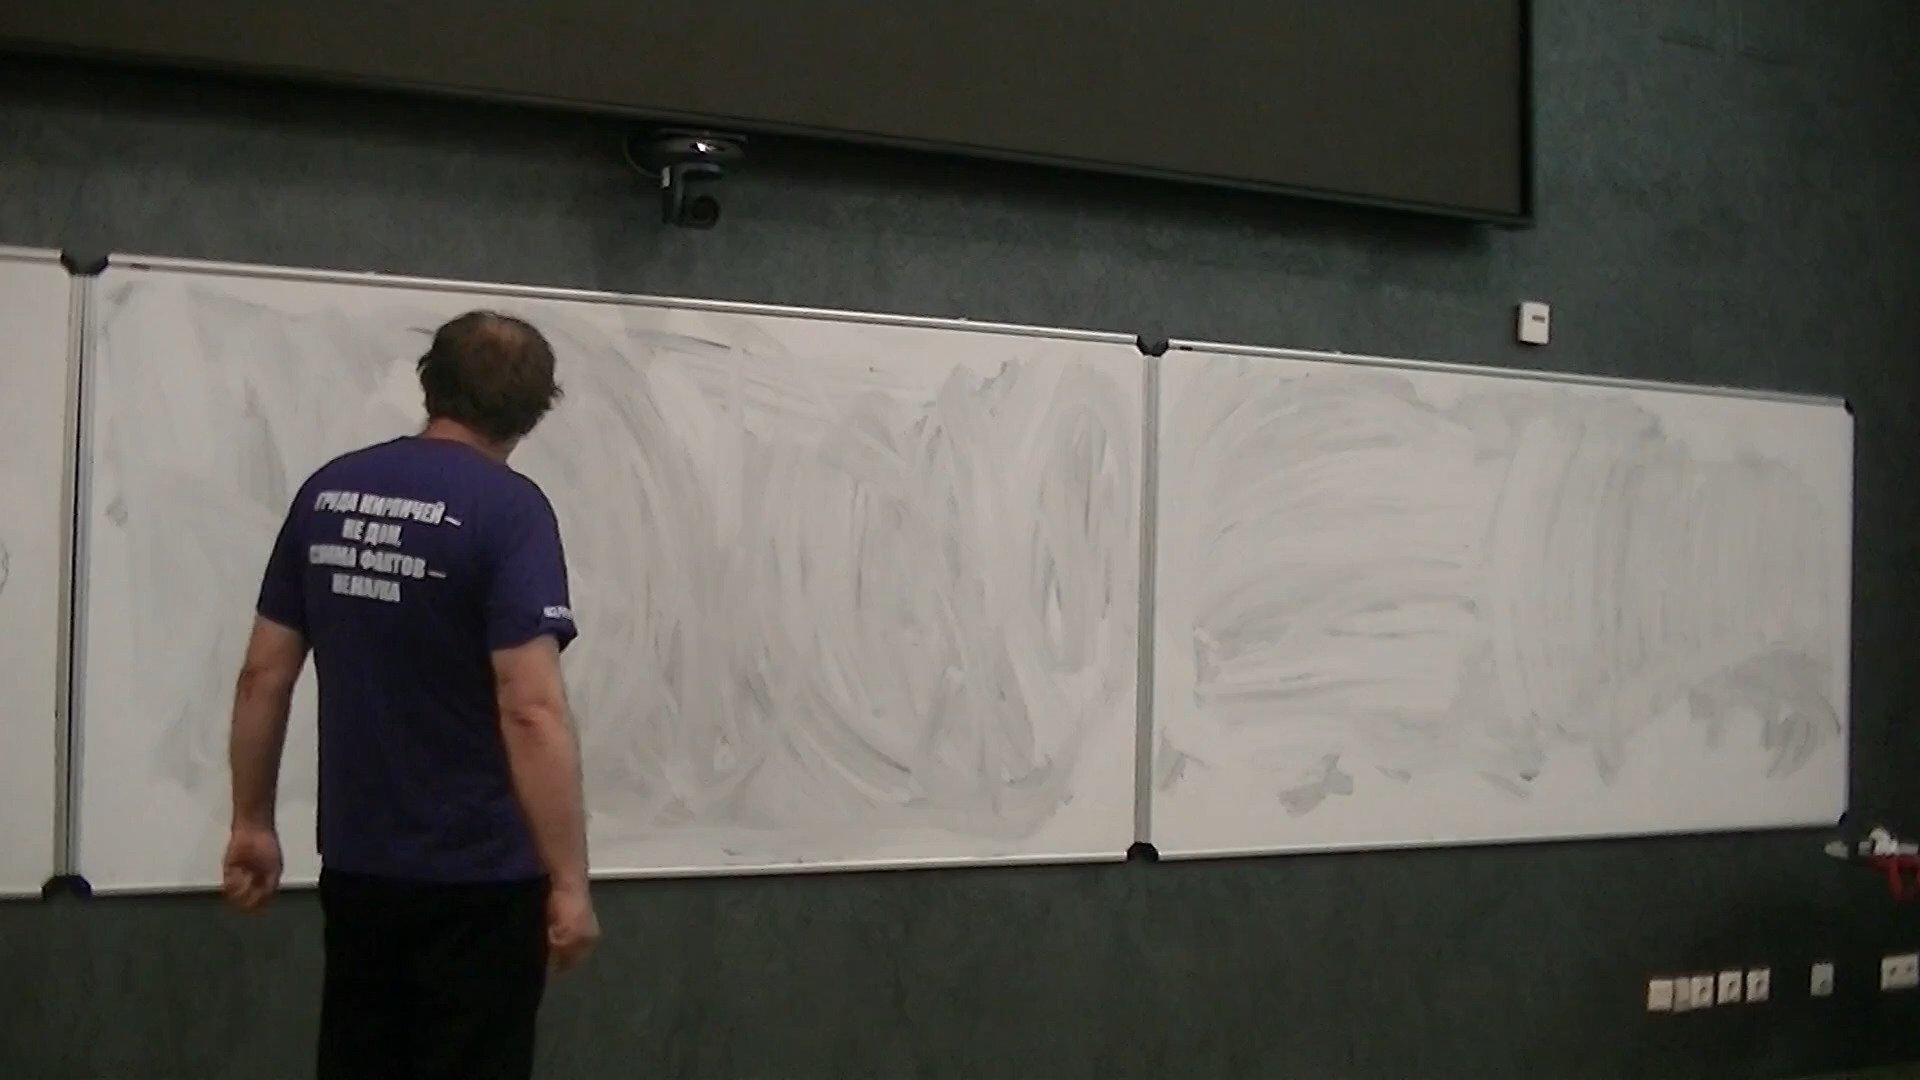 ГРУДА КИРПИЧЕЙ —
НЕ ДОМ,
СУММА ФАКТОВ —
НЕ НАУКА